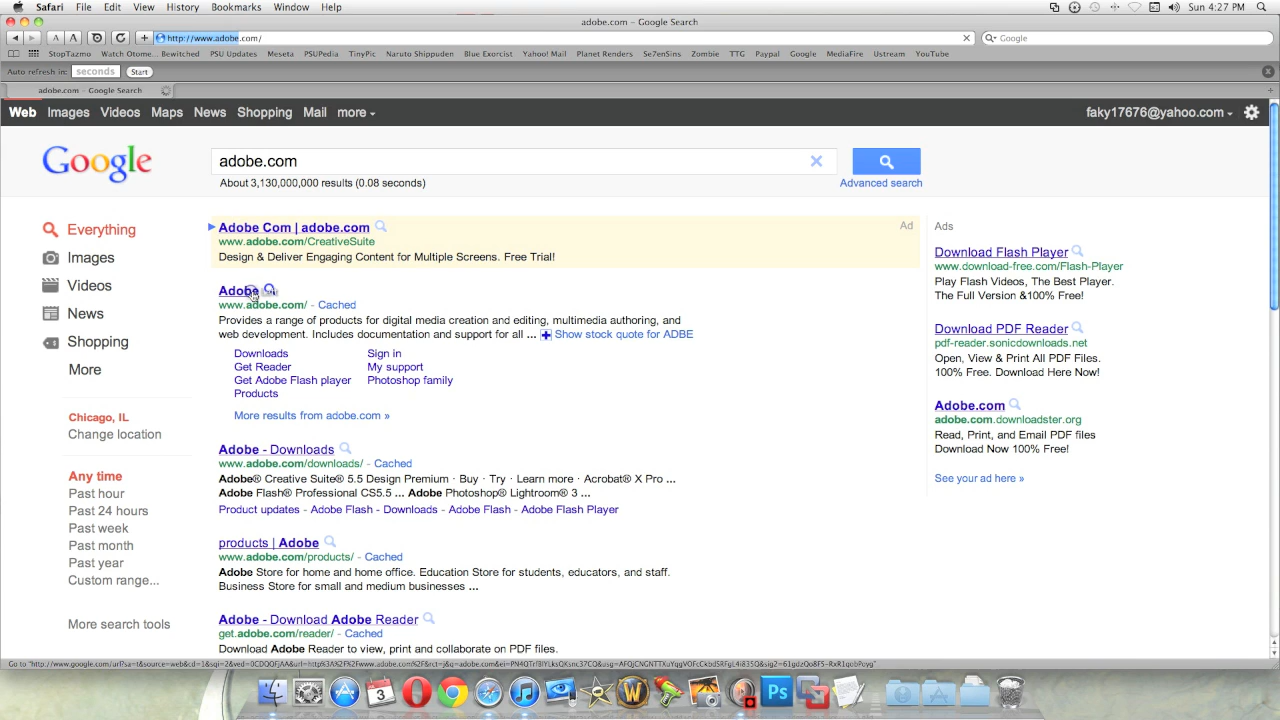 Safari File Edit View History Bookmarks Window Help Sun 4:27 PM
adobe.com – Google Search
A A + http://www.adobe.com/ Google
StopTazmo Watch Otome... Bewitched PSU Updates Meseta PSUPedia TinyPic Naruto Shippuden Blue Exorcist Yahoo! Mail Planet Renders Se7enSins Zombie TTG Paypal Google MediaFire Ustream YouTube
Auto refresh in: seconds Start
adobe.com – Google Search
Web Images Videos Maps News Shopping Mail more faky17676@yahoo.com
Google adobe.com
About 3,130,000,000 results (0.08 seconds) Advanced search
Everything
Images
Videos
News
Shopping
More
Chicago, IL
Change location
Any time
Past hour
Past 24 hours
Past week
Past month
Past year
Custom range...
More search tools
Adobe Com | adobe.com Ad
www.adobe.com/CreativeSuite
Design & Deliver Engaging Content for Multiple Screens. Free Trial!
Adobe
www.adobe.com/ - Cached
Provides a range of products for digital media creation and editing, multimedia authoring, and
web development. Includes documentation and support for all ... Show stock quote for ADBE
Downloads Sign in
Get Reader My support
Get Adobe Flash player Photoshop family
Products
More results from adobe.com »
Adobe - Downloads
www.adobe.com/downloads/ - Cached
Adobe® Creative Suite® 5.5 Design Premium · Buy · Try · Learn more · Acrobat® X Pro ...
Adobe Flash® Professional CS5.5 ... Adobe Photoshop® Lightroom® 3 ...
Product updates - Adobe Flash - Downloads - Adobe Flash - Adobe Flash Player
products | Adobe
www.adobe.com/products/ - Cached
Adobe Store for home and home office. Education Store for students, educators, and staff.
Business Store for small and medium businesses ...
Adobe - Download Adobe Reader
get.adobe.com/reader/ - Cached
Download Adobe Reader to view, print and collaborate on PDF files.
Ads
Download Flash Player
www.download-free.com/Flash-Player
Play Flash Videos, The Best Player.
The Full Version &100% Free!
Download PDF Reader
pdf-reader.sonicdownloads.net
Open, View & Print All PDF Files.
100% Free. Download Here Now!
Adobe.com
adobe.com.downloadster.org
Read, Print, and Email PDF files
Download Now 100% Free!
See your ad here »
3 Ps